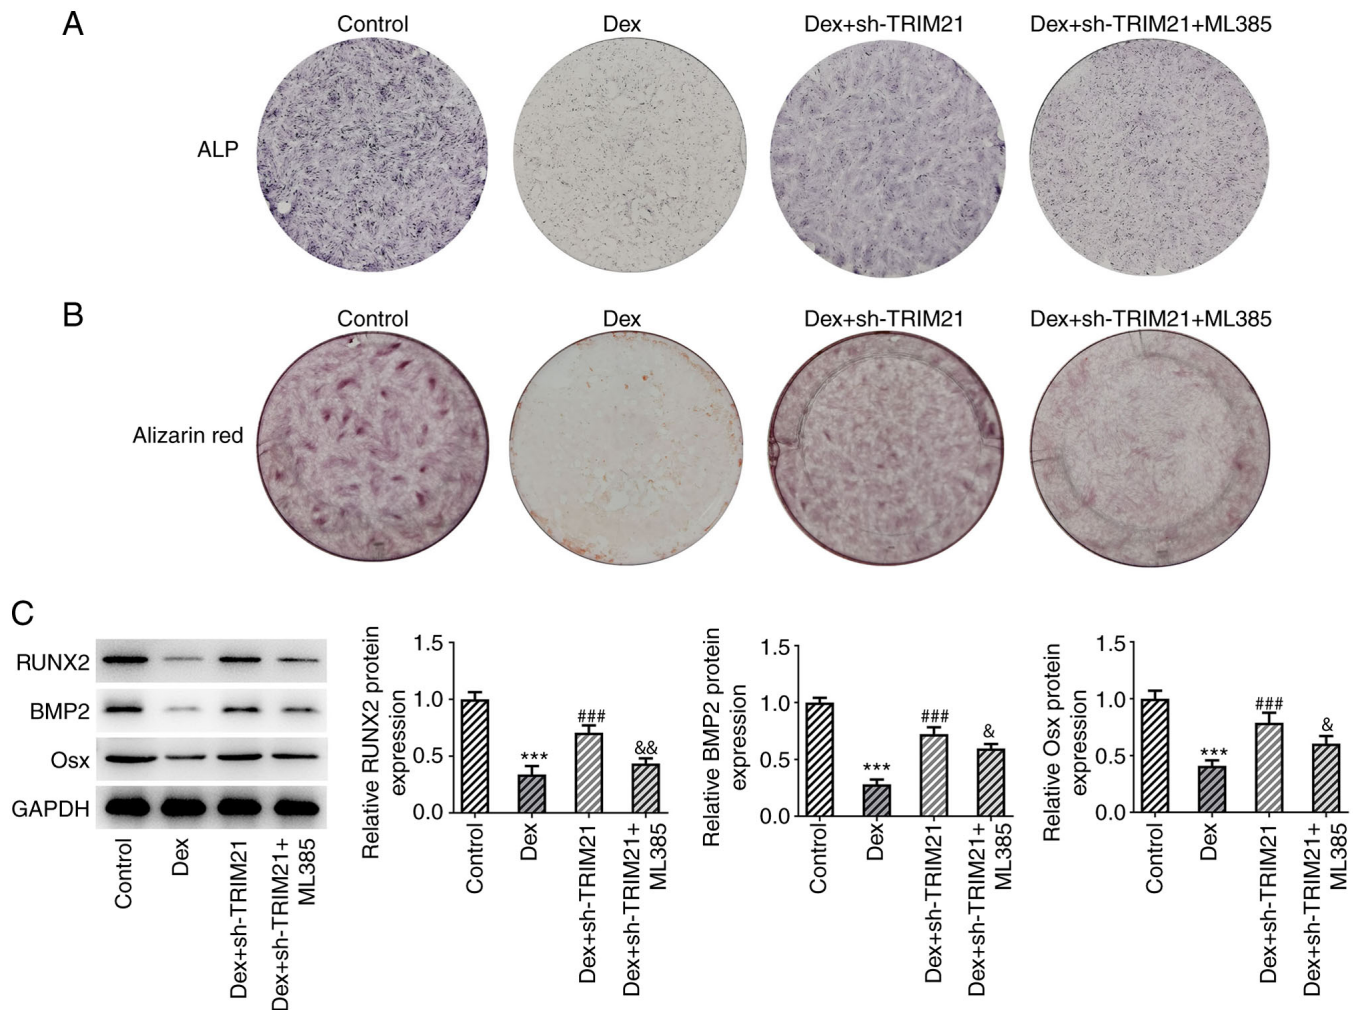 A
Control
Dex
Dex+sh-TRIM21
Dex+sh-TRIM21+ML385
ALP
B
Control
Dex
Dex+sh-TRIM21
Dex+sh-TRIM21+ML385
Alizarin red
C
RUNX2
BMP2
Osx
GAPDH
Control
Dex
Dex+sh-TRIM21
Dex+sh-TRIM21+
ML385
Relative RUNX2 protein
expression
1.5
1.0
0.5
0.0
***
###
&&
Control
Dex
Dex+sh-TRIM21
Dex+sh-TRIM21+
ML385
Relative BMP2 protein
expression
1.5
1.0
0.5
0.0
***
###
&
Control
Dex
Dex+sh-TRIM21
Dex+sh-TRIM21+
ML385
Relative Osx protein
expression
1.5
1.0
0.5
0.0
***
###
&
Control
Dex
Dex+sh-TRIM21
Dex+sh-TRIM21+
ML385